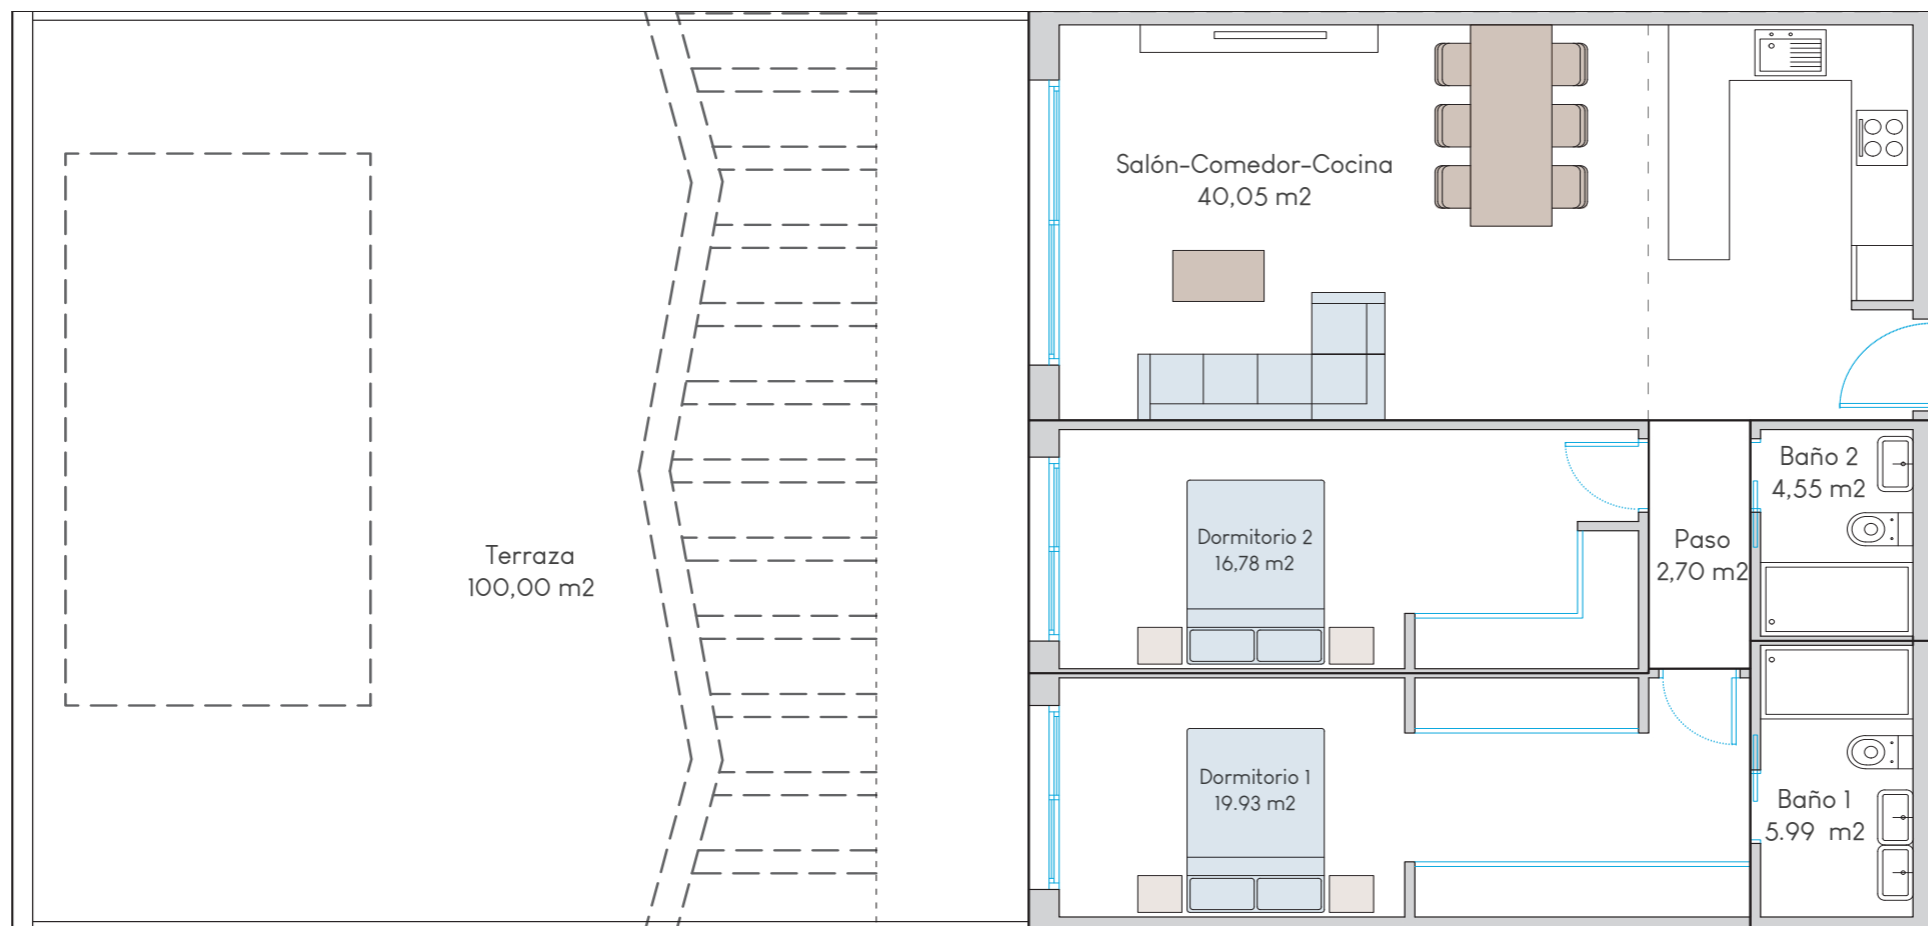 Salón-Comedor-Cocina
40,05 m2
Baño 2
4,55 m2
Dormitorio 2
16,78 m2
Paso
2,70 m2
Terraza
100,00 m2
Dormitorio 1
19.93 m2
Baño 1
5.99 m2